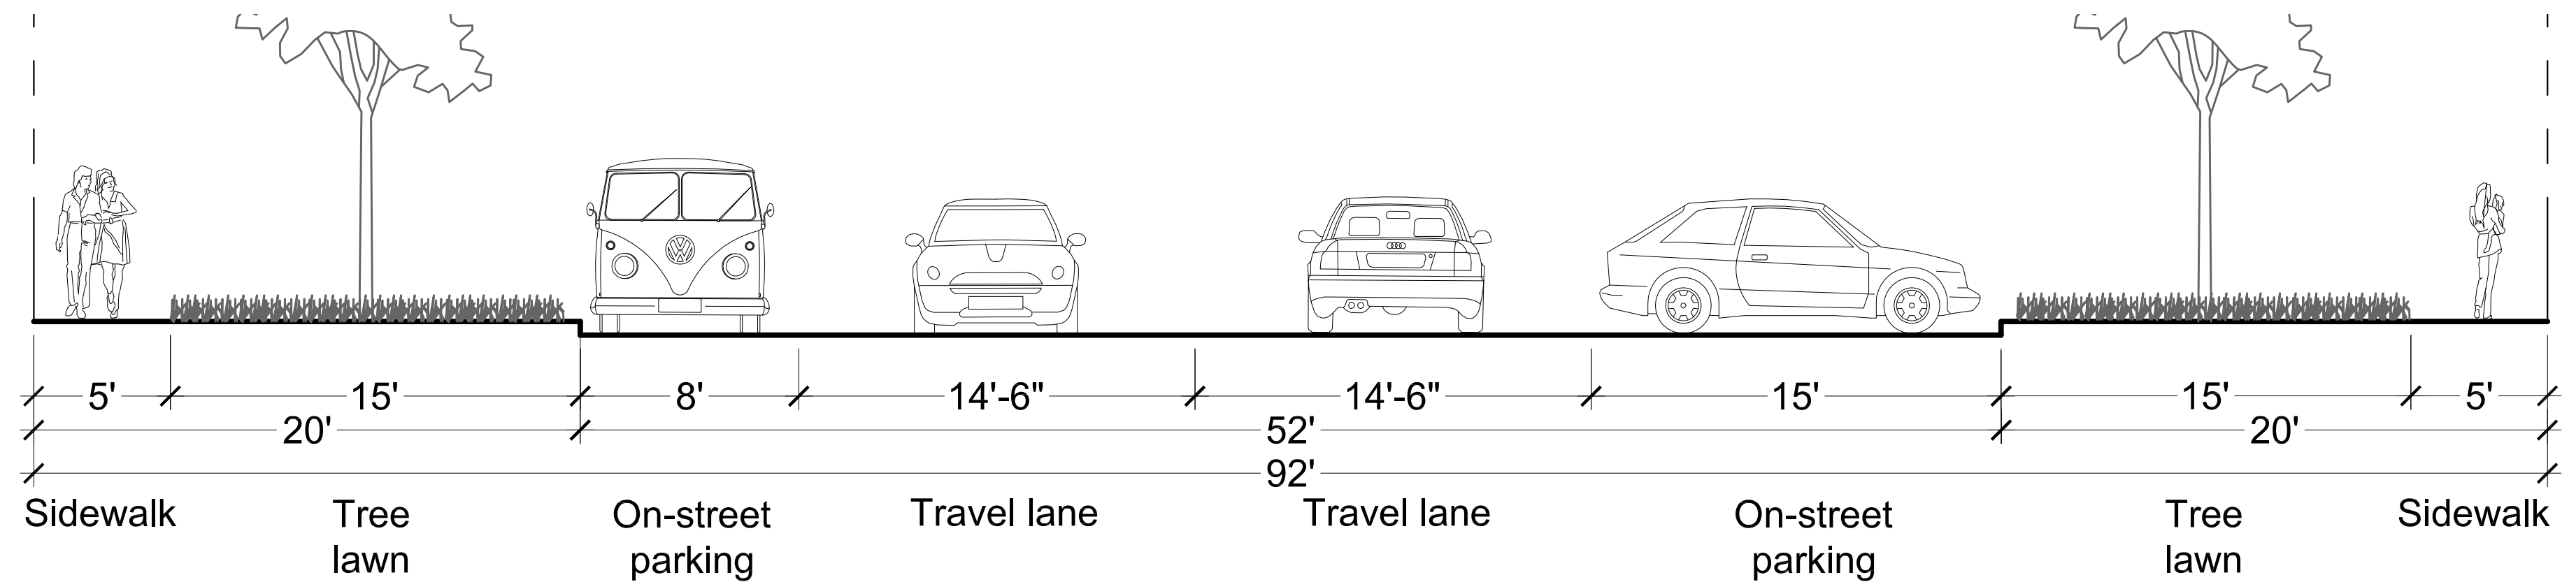 5' 15' 8' 14'-6" 14'-6" 15' 15' 5'
20' 52' 20'
92'
Sidewalk Tree lawn On-street parking Travel lane Travel lane On-street parking Tree lawn Sidewalk